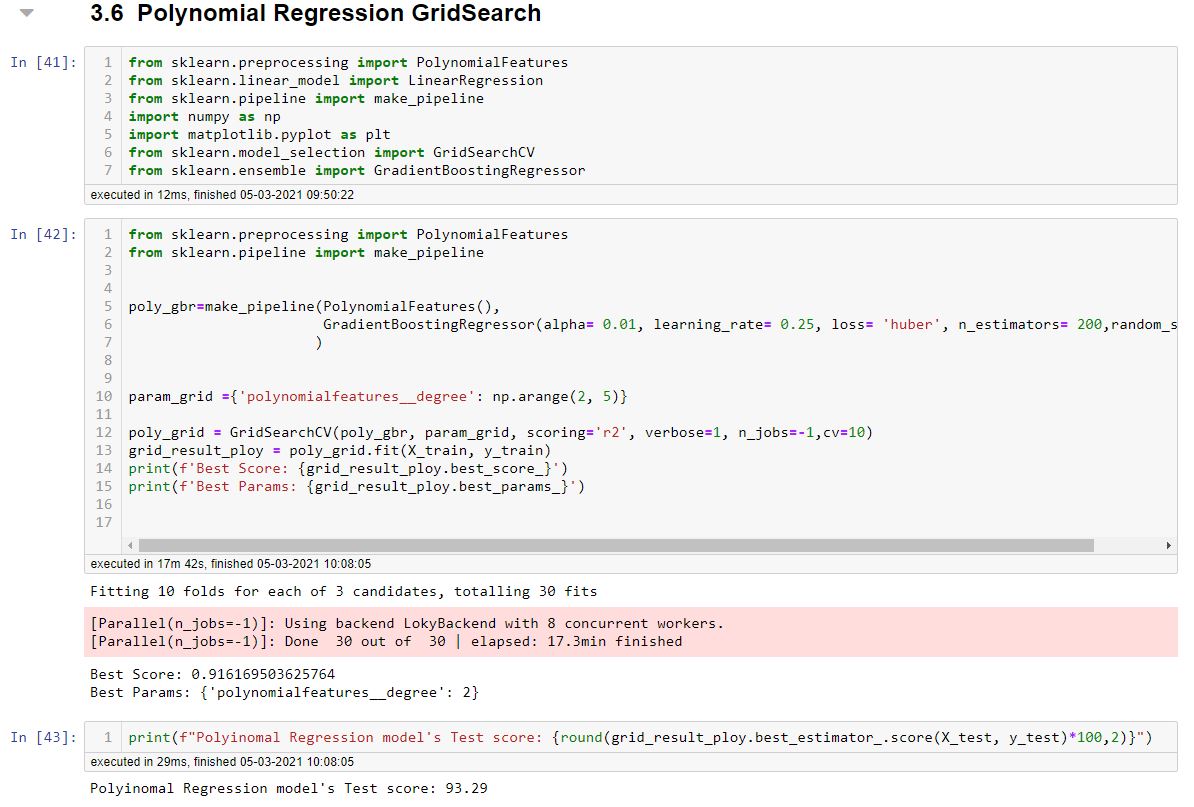 3.6 Polynomial Regression GridSearch
In [41]:
1 from sklearn.preprocessing import PolynomialFeatures
2 from sklearn.linear_model import LinearRegression
3 from sklearn.pipeline import make_pipeline
4 import numpy as np
5 import matplotlib.pyplot as plt
6 from sklearn.model_selection import GridSearchCV
7 from sklearn.ensemble import GradientBoostingRegressor
executed in 12ms, finished 05-03-2021 09:50:22
In [42]:
1 from sklearn.preprocessing import PolynomialFeatures
2 from sklearn.pipeline import make_pipeline
3
4
5 poly_gbr=make_pipeline(PolynomialFeatures(),
6 GradientBoostingRegressor(alpha= 0.01, learning_rate= 0.25, loss= 'huber', n_estimators= 200,random_s
7 )
8
9
10 param_grid ={'polynomialfeatures__degree': np.arange(2, 5)}
11
12 poly_grid = GridSearchCV(poly_gbr, param_grid, scoring='r2', verbose=1, n_jobs=-1,cv=10)
13 grid_result_ploy = poly_grid.fit(X_train, y_train)
14 print(f'Best Score: {grid_result_ploy.best_score_}')
15 print(f'Best Params: {grid_result_ploy.best_params_}')
16
17
executed in 17m 42s, finished 05-03-2021 10:08:05
Fitting 10 folds for each of 3 candidates, totalling 30 fits
[Parallel(n_jobs=-1)]: Using backend LokyBackend with 8 concurrent workers.
[Parallel(n_jobs=-1)]: Done 30 out of 30 | elapsed: 17.3min finished
Best Score: 0.916169503625764
Best Params: {'polynomialfeatures__degree': 2}
In [43]:
1 print(f"Polyinomal Regression model's Test score: {round(grid_result_ploy.best_estimator_.score(X_test, y_test)*100,2)}")
executed in 29ms, finished 05-03-2021 10:08:05
Polyinomal Regression model's Test score: 93.29